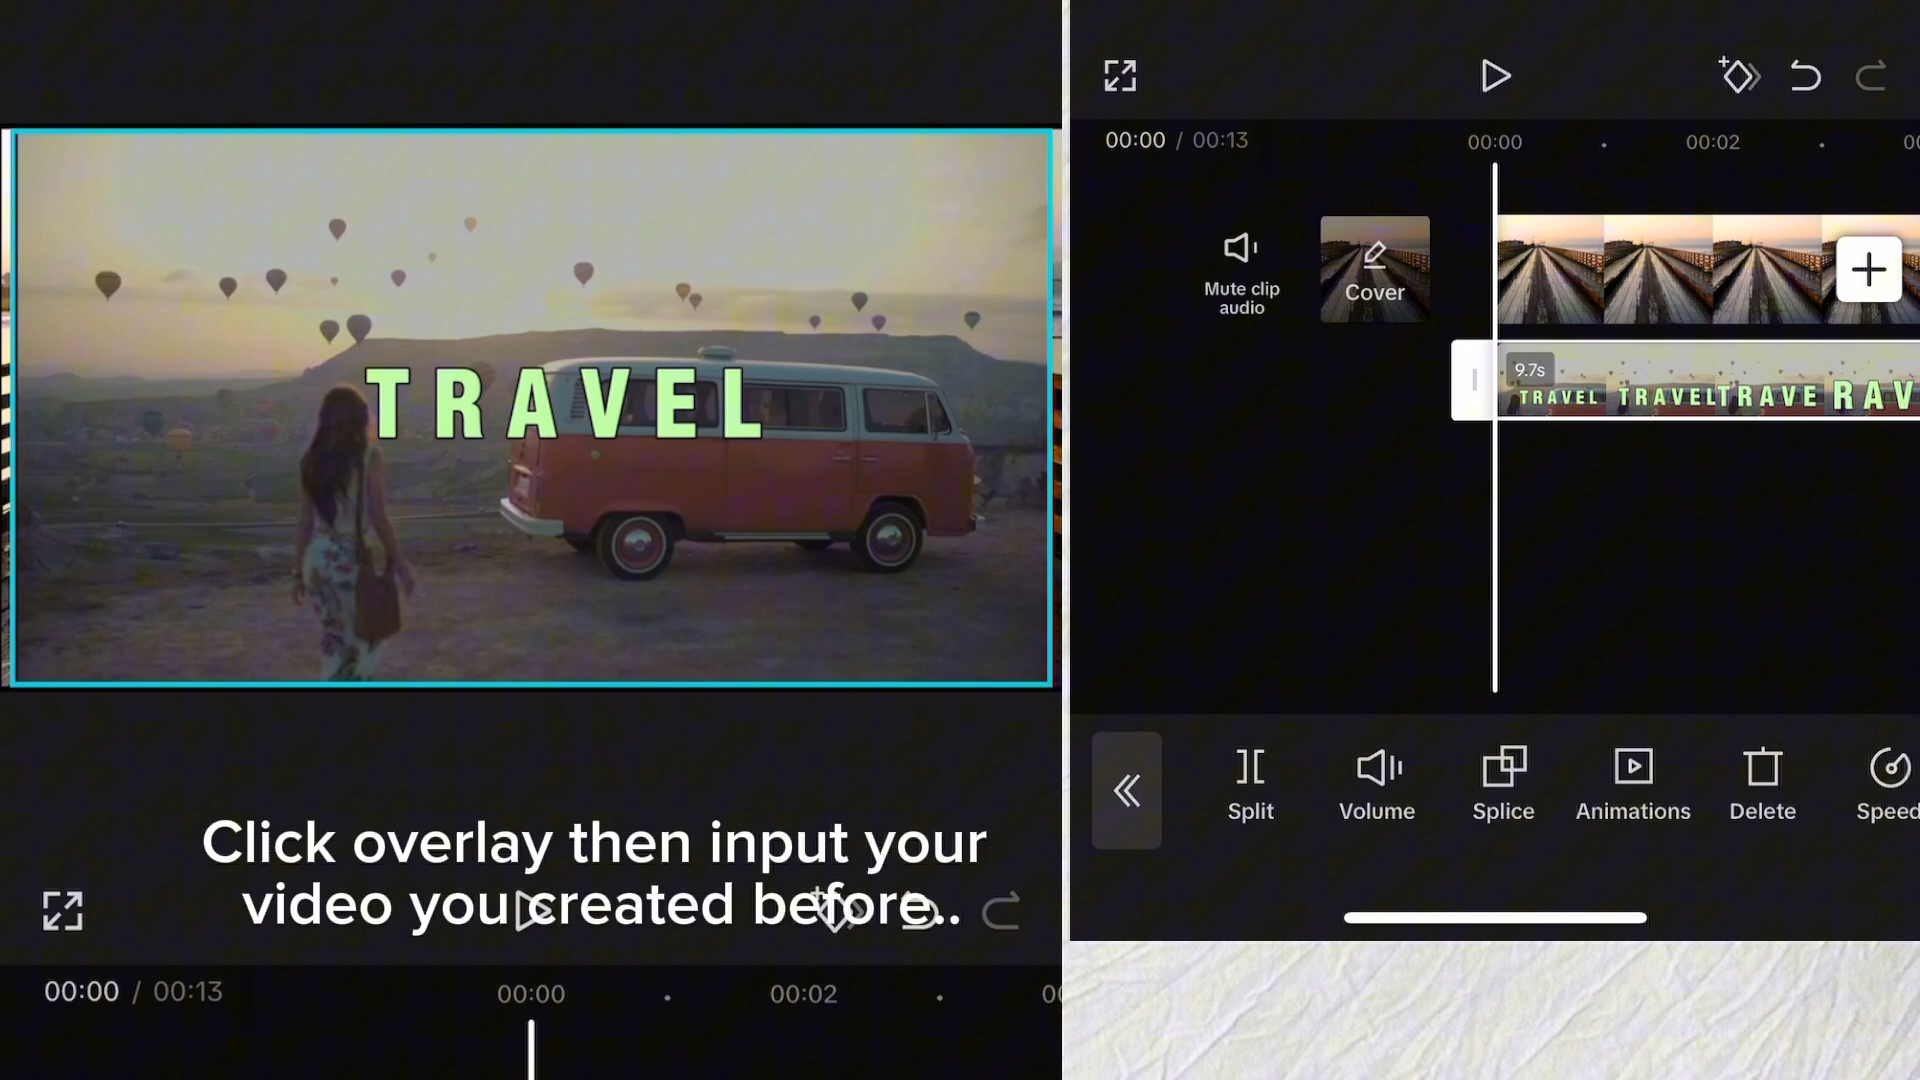 TRAVEL
Click overlay then input your
video you created before..
00:00 / 00:13
00:00
00:02
00:00 / 00:13
00:00
00:02
Mute clip
audio
Cover
9.7s
TRAVEL
TRAVEL
TRAVE
RAV
Split
Volume
Splice
Animations
Delete
Speed